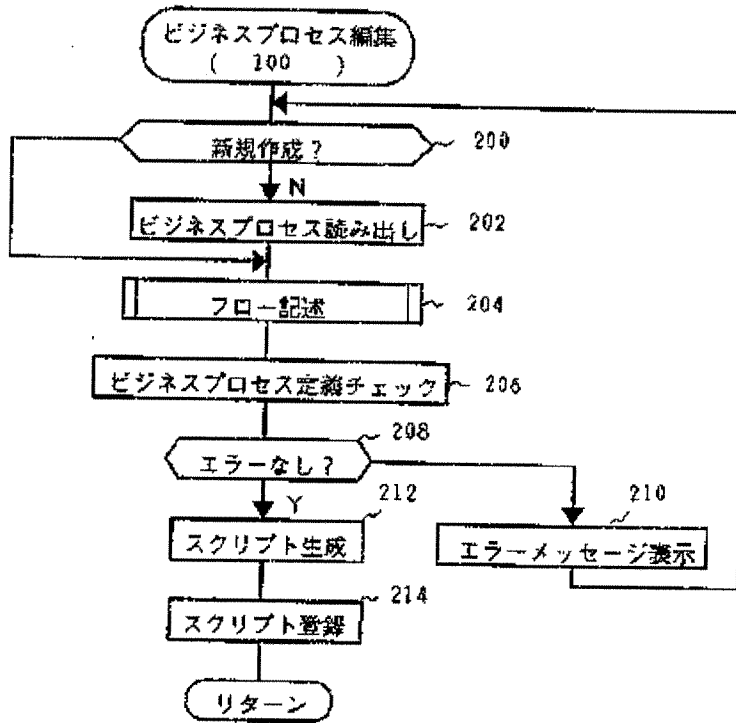 ビジネスプロセス編集
( 100 )
新規作成?
200
N
ビジネスプロセス読み出し
202
フロー記述
204
ビジネスプロセス定義チェック
206
208
エラーなし?
Y
212
210
スクリプト生成
エラーメッセージ表示
214
スクリプト登録
リターン